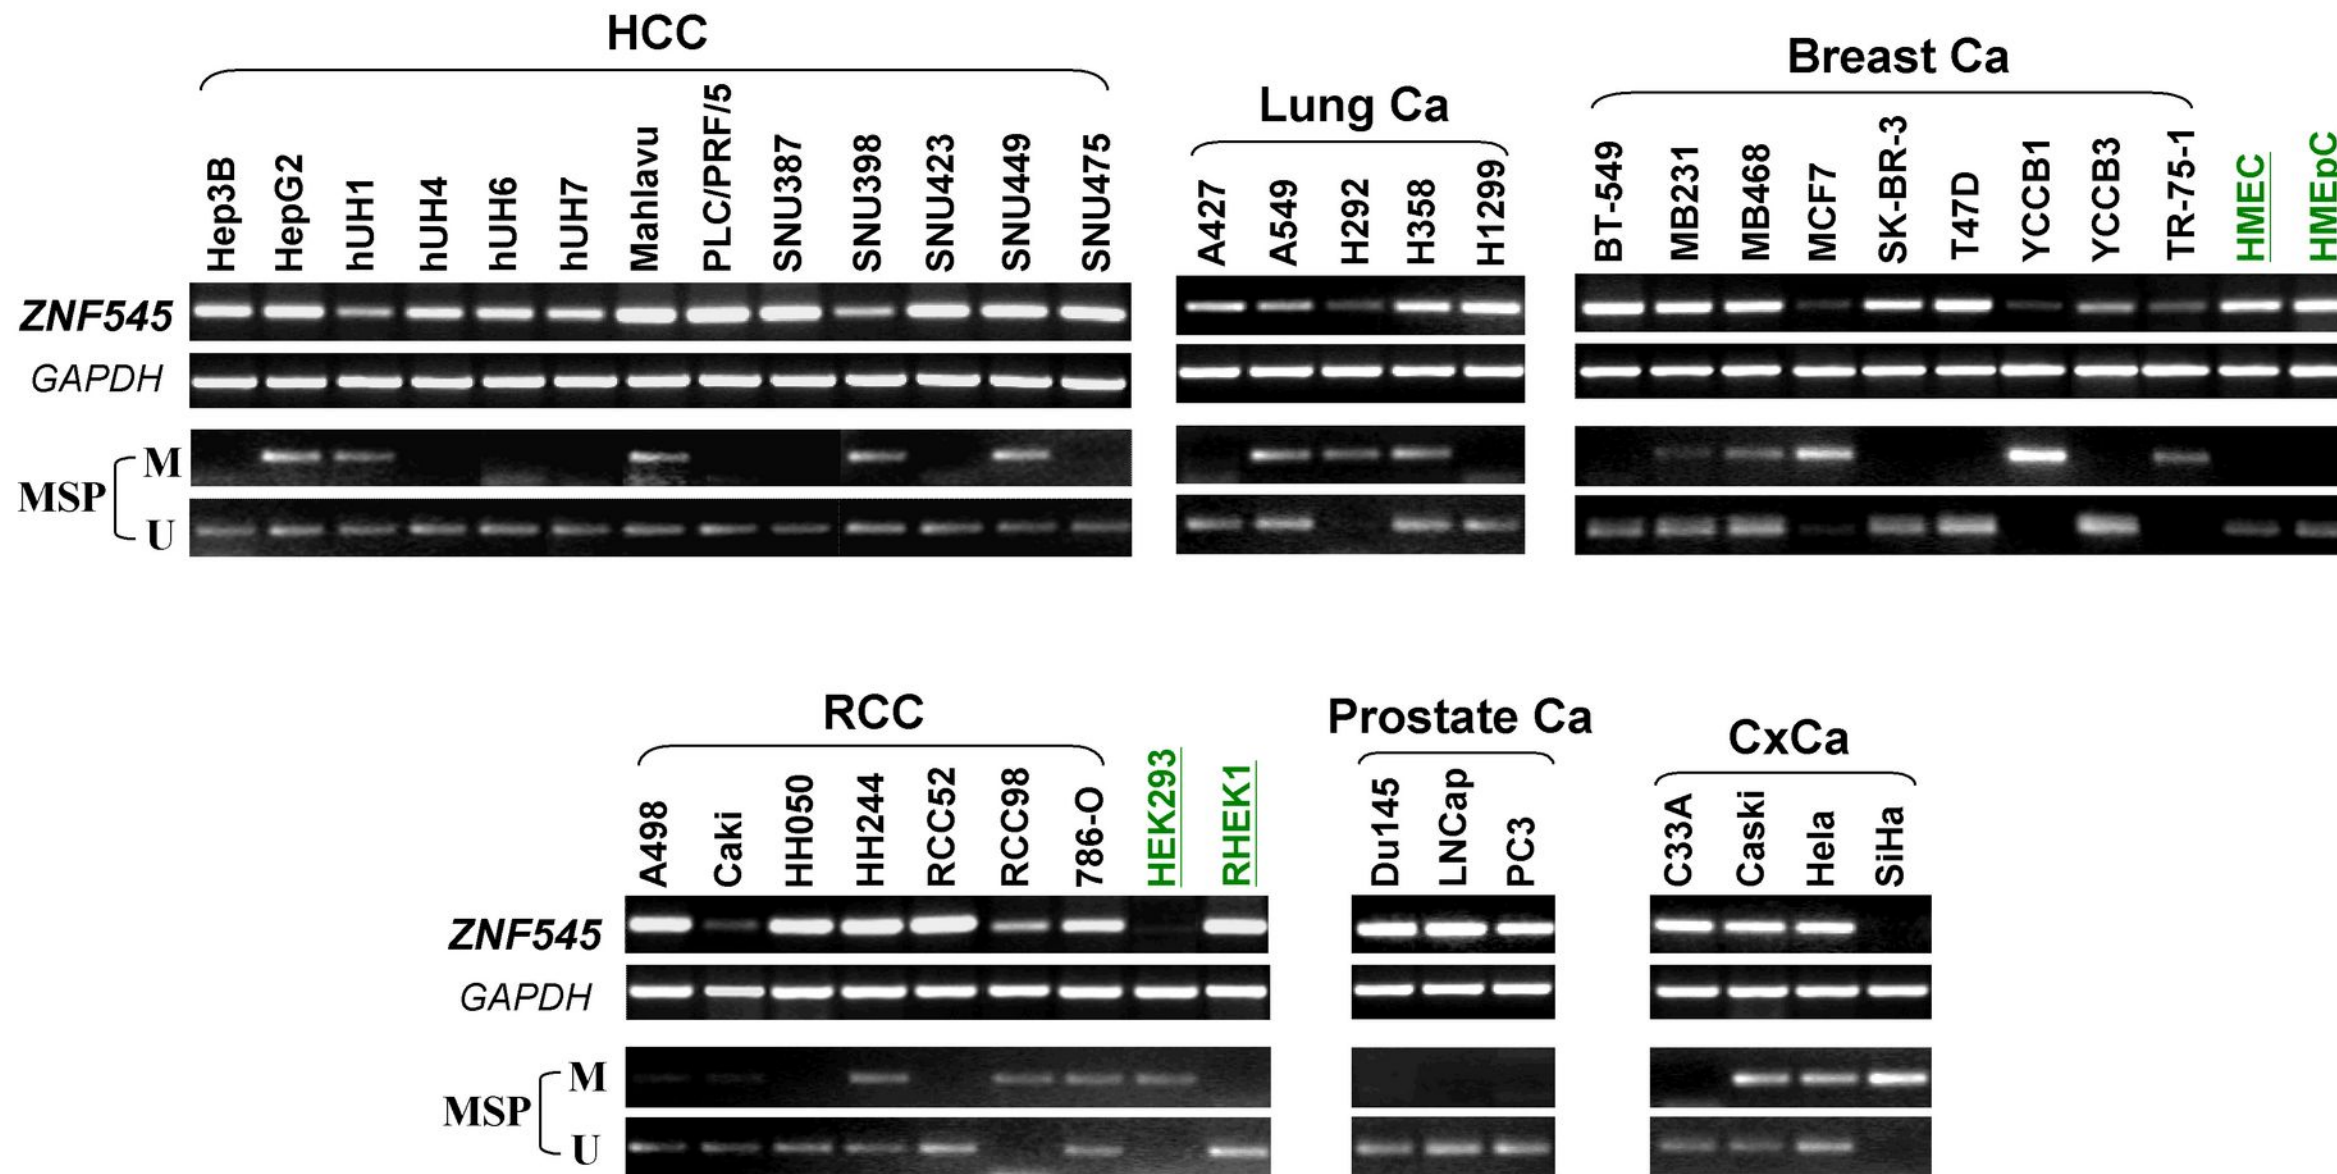 HCC
Lung Ca
Breast Ca
Hep3B
HepG2
hUH1
hUH4
hUH6
hUH7
Mahlavu
PLC/PRF/5
SNU387
SNU398
SNU423
SNU449
SNU475
A427
A549
H292
H358
H1299
BT-549
MB231
MB468
MCF7
SK-BR-3
T47D
YCCB1
YCCB3
TR-75-1
HMEC
HMEpC
ZNF545
GAPDH
MSP
M
U
RCC
Prostate Ca
CxCa
A498
Caki
HH050
HH244
RCC52
RCC98
786-O
HEK293
RHEK1
Du145
LNCap
PC3
C33A
Caski
Hela
SiHa
ZNF545
GAPDH
MSP
M
U